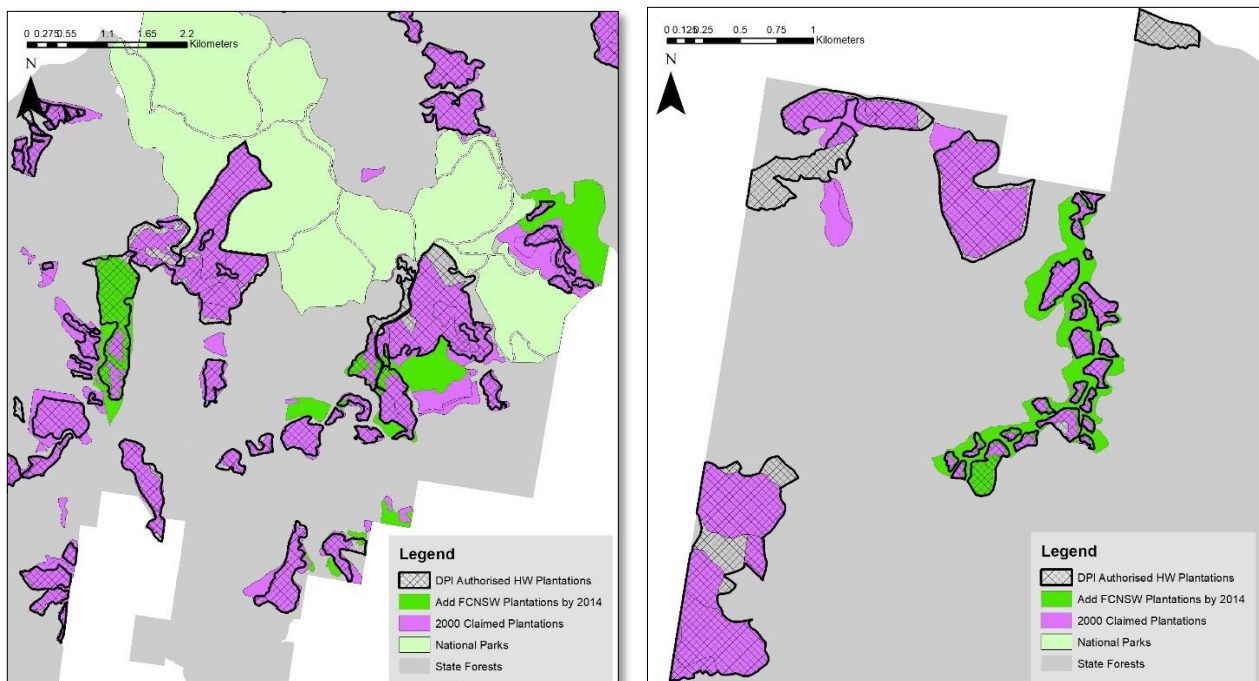 0 0.275 0.55 1.1 1.65 2.2
Kilometers
N
Legend
DPI Authorised HW Plantations
Add FCNSW Plantations by 2014
2000 Claimed Plantations
National Parks
State Forests
0 0.125 0.25 0.5 0.75 1
Kilometers
N
Legend
DPI Authorised HW Plantations
Add FCNSW Plantations by 2014
2000 Claimed Plantations
National Parks
State Forests